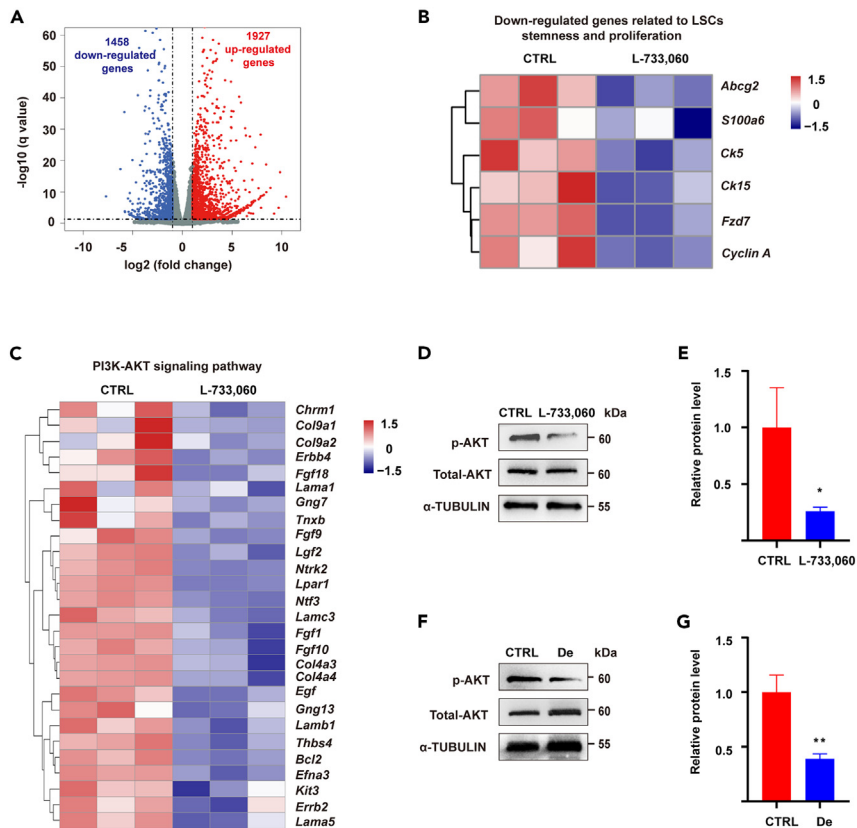 A
1458
down-regulated
genes
1927
up-regulated
genes
-log10 (q value)
60
50
40
30
20
10
0
-10
-5
0
5
10
log2 (fold change)
B
Down-regulated genes related to LSCs
stemness and proliferation
CTRL
L-733,060
Abcg2
S100a6
Ck5
Ck15
Fzd7
Cyclin A
1.5
0
−1.5
C
PI3K-AKT signaling pathway
CTRL
L-733,060
Chrm1
Col9a1
Col9a2
Erbb4
Fgf18
Lama1
Gng7
Tnxb
Fgf9
Lgf2
Ntrk2
Lpar1
Ntf3
Lamc3
Fgf1
Fgf10
Col4a3
Col4a4
Egf
Gng13
Lamb1
Thbs4
Bcl2
Efna3
Kit3
Errb2
Lama5
1.5
0
−1.5
D
CTRL L-733,060 kDa
p-AKT
60
Total-AKT
60
α-TUBULIN
55
E
Relative protein level
1.5
1.0
0.5
0.0
*
CTRL L-733,060
F
CTRL De kDa
p-AKT
60
Total-AKT
60
α-TUBULIN
55
G
Relative protein level
1.5
1.0
0.5
0.0
**
CTRL De